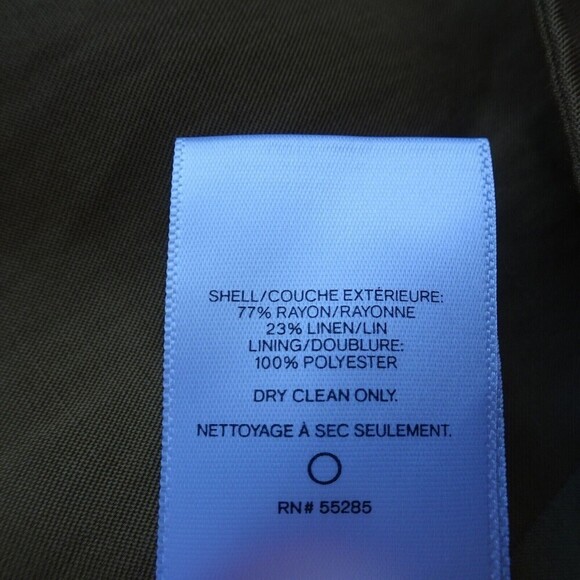 SHELL/COUCHE EXTÉRIEURE:
77% RAYON/RAYONNE
23% LINEN/LIN
LINING/DOUBLURE:
100% POLYESTER
DRY CLEAN ONLY.
NETTOYAGE À SEC SEULEMENT.
RN# 55285